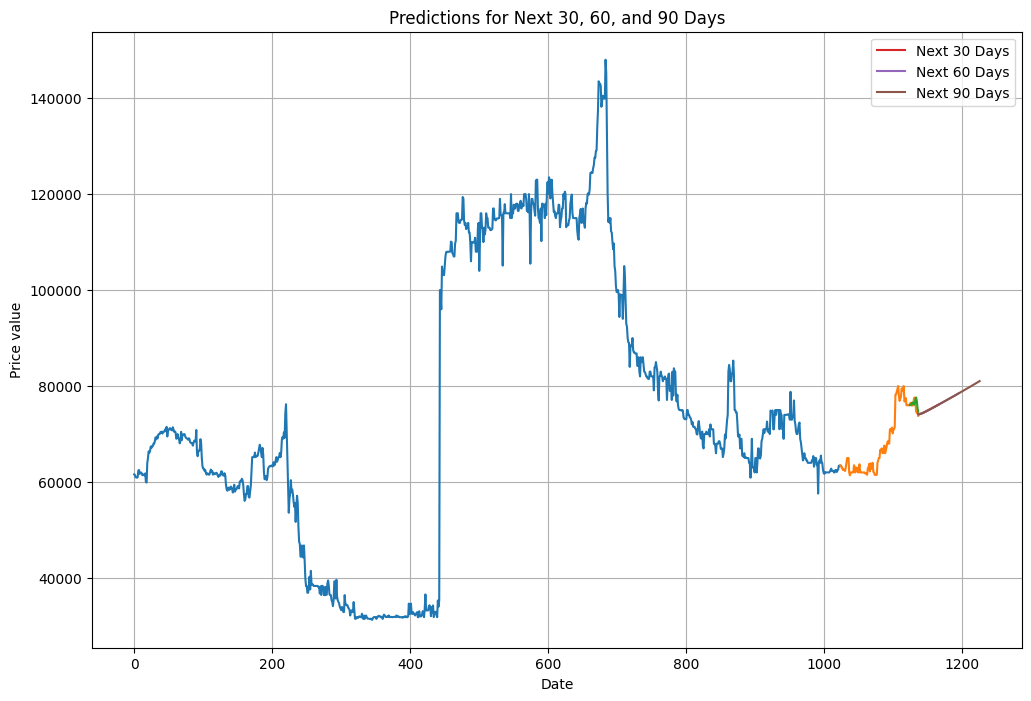 Predictions for Next 30, 60, and 90 Days
Next 30 Days
Next 60 Days
Next 90 Days
140000
120000
100000
80000
60000
40000
Price value
0 200 400 600 800 1000 1200
Date